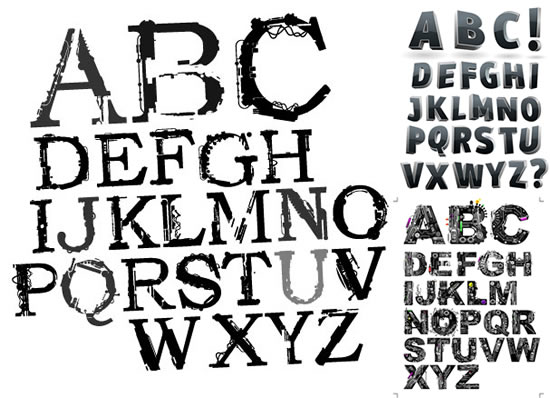 ABC
DEFGH
IJKLMNO
PQRSTUV
WXYZ
ABC!
DEFGHI
JKLMNO
PQRSTU
VXWYZ?
ABC
DEFGH
IJKLM
NOPQR
STUVW
XYZ